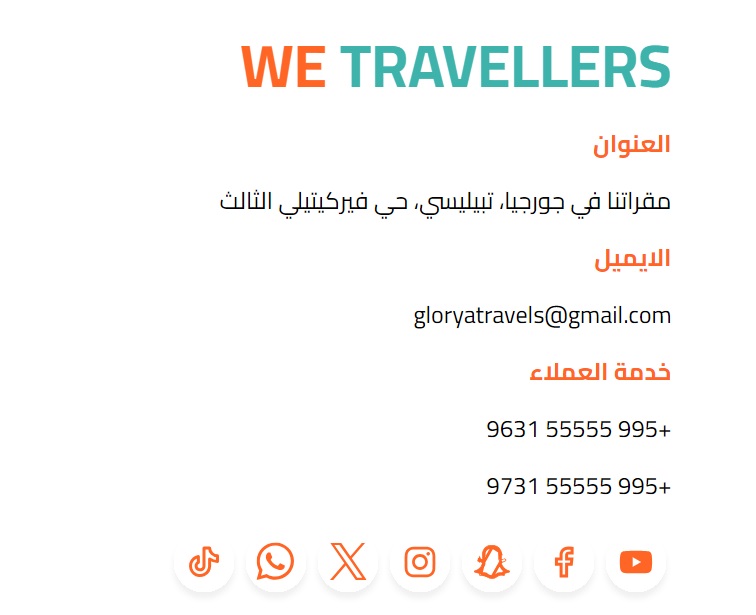 WE TRAVELLERS
العنوان
مقراتنا في جورجيا، تبيليسي، حي فيركيتيلي الثالث
الايميل
gloryatravels@gmail.com
خدمة العملاء
9631 55555 995+
9731 55555 995+